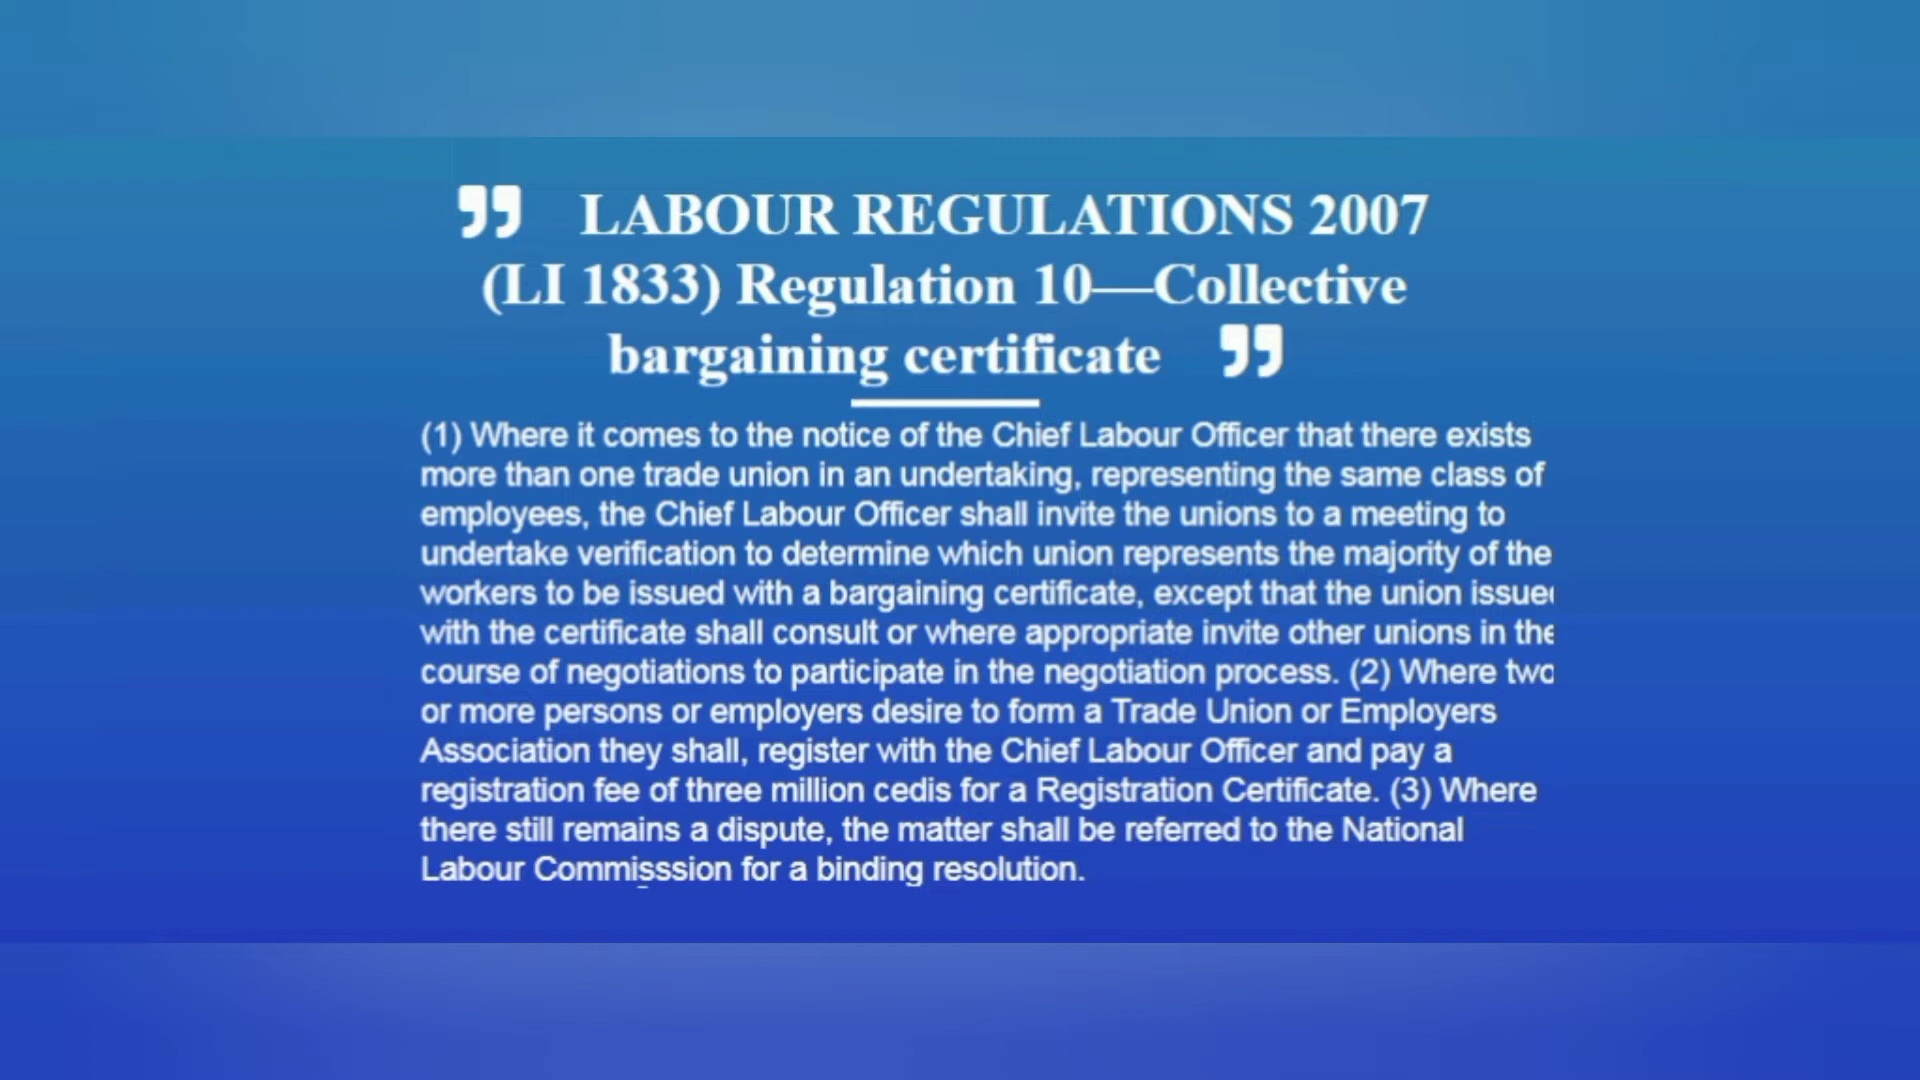 ” LABOUR REGULATIONS 2007
(LI 1833) Regulation 10—Collective
bargaining certificate ”
(1) Where it comes to the notice of the Chief Labour Officer that there exists
more than one trade union in an undertaking, representing the same class of
employees, the Chief Labour Officer shall invite the unions to a meeting to
undertake verification to determine which union represents the majority of the
workers to be issued with a bargaining certificate, except that the union issued
with the certificate shall consult or where appropriate invite other unions in the
course of negotiations to participate in the negotiation process. (2) Where two
or more persons or employers desire to form a Trade Union or Employers
Association they shall, register with the Chief Labour Officer and pay a
registration fee of three million cedis for a Registration Certificate. (3) Where
there still remains a dispute, the matter shall be referred to the National
Labour Commisssion for a binding resolution.